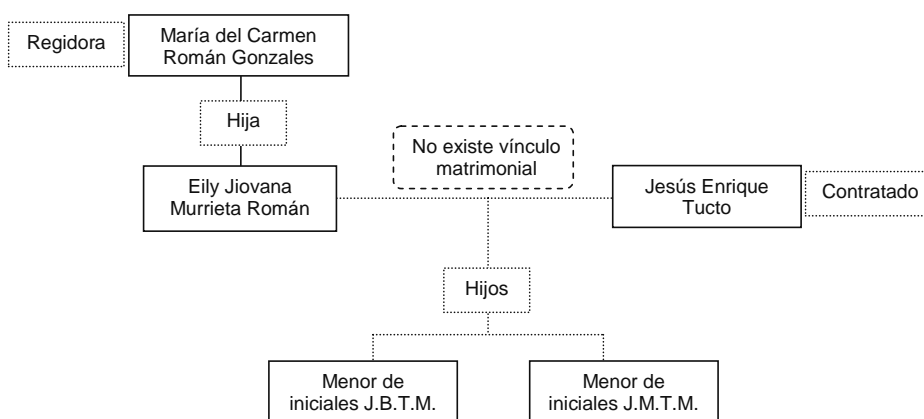 Regidora
María del Carmen
Román Gonzales
Hija
No existe vínculo
matrimonial
Eily Jiovana
Murrieta Román
Jesús Enrique
Tucto
Contratado
Hijos
Menor de
iniciales J.B.T.M.
Menor de
iniciales J.M.T.M.